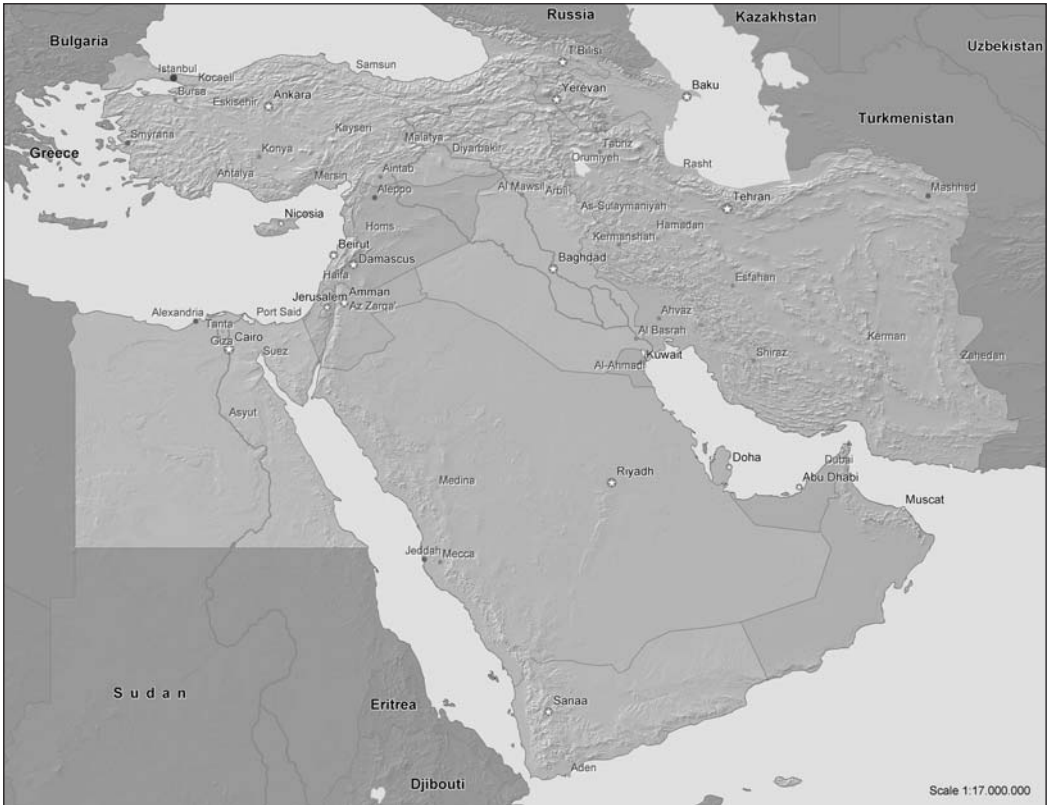 Russia
Kazakhstan
Bulgaria
Uzbekistan
T'Bilisi
Istanbul
Samsun
Kocaeli
Baku
Bursa
Yerevan
Ankara
Eskisehir
Turkmenistan
Kayseri
Smyrana
Malatya
Tabriz
Greece
Konya
Diyarbakir
Orumiyeh
Rasht
Antalya
Mersin
Aintab
Mashhad
Aleppo
Al Mawsil
Arbil
Tehran
As-Sulaymaniyah
Nicosia
Homs
Hamadan
Kermanshan
Beirut
Baghdad
Damascus
Haifa
Esfahan
Jerusalem
Amman
Az Zarqa'
Alexandria
Port Said
Tanta
Ahvaz
Cairo
Al Basrah
Kerman
Giza
Suez
Kuwait
Shiraz
Zahedan
Al-Ahmadi
Asyut
Dubai
Doha
Riyadh
Abu Dhabi
Medina
Muscat
Jeddah
Mecca
Sudan
Eritrea
Sanaa
Aden
Djibouti
Scale 1:17.000.000